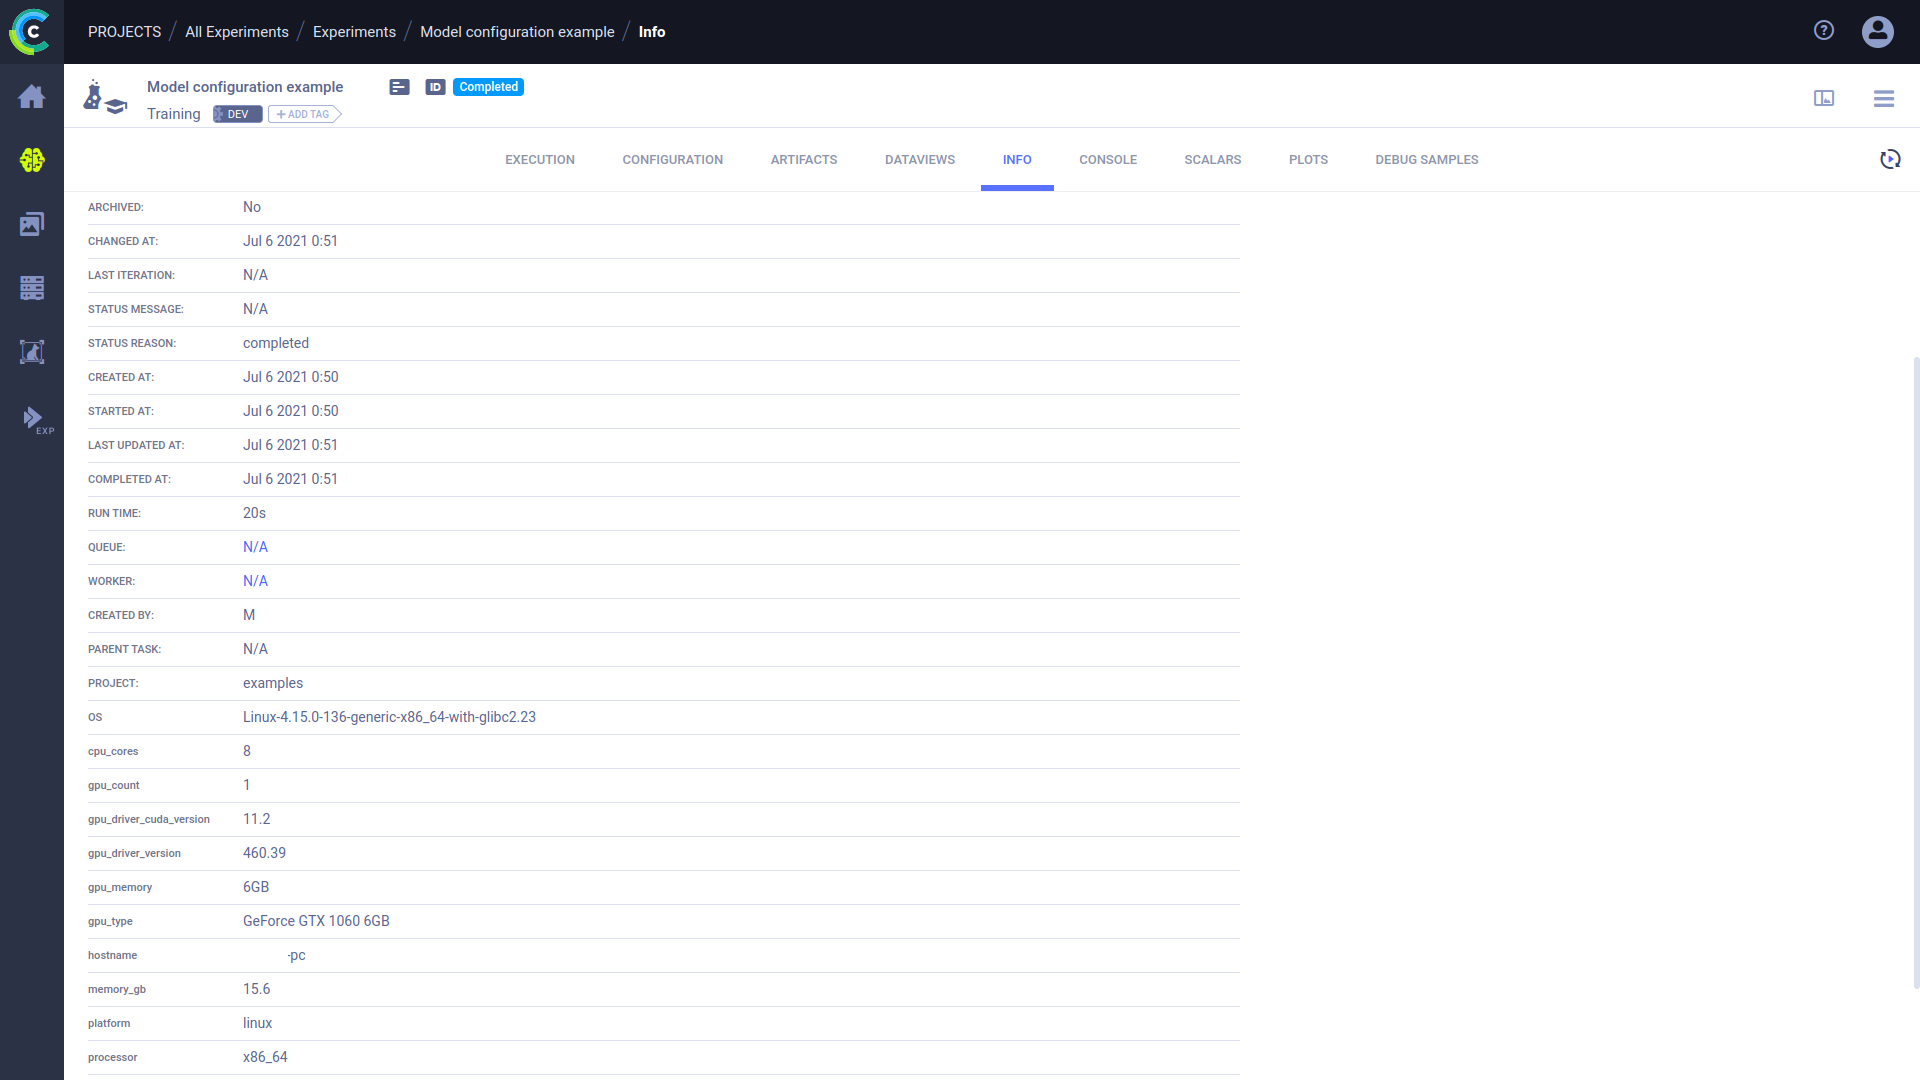 PROJECTS / All Experiments / Experiments / Model configuration example / Info
Model configuration example ID Completed
Training DEV + ADD TAG
EXECUTION CONFIGURATION ARTIFACTS DATAVIEWS INFO CONSOLE SCALARS PLOTS DEBUG SAMPLES
ARCHIVED: No
CHANGED AT: Jul 6 2021 0:51
LAST ITERATION: N/A
STATUS MESSAGE: N/A
STATUS REASON: completed
CREATED AT: Jul 6 2021 0:50
STARTED AT: Jul 6 2021 0:50
LAST UPDATED AT: Jul 6 2021 0:51
COMPLETED AT: Jul 6 2021 0:51
RUN TIME: 20s
QUEUE: N/A
WORKER: N/A
CREATED BY: M
PARENT TASK: N/A
PROJECT: examples
OS Linux-4.15.0-136-generic-x86_64-with-glibc2.23
cpu_cores 8
gpu_count 1
gpu_driver_cuda_version 11.2
gpu_driver_version 460.39
gpu_memory 6GB
gpu_type GeForce GTX 1060 6GB
hostname -pc
memory_gb 15.6
platform linux
processor x86_64
EXP